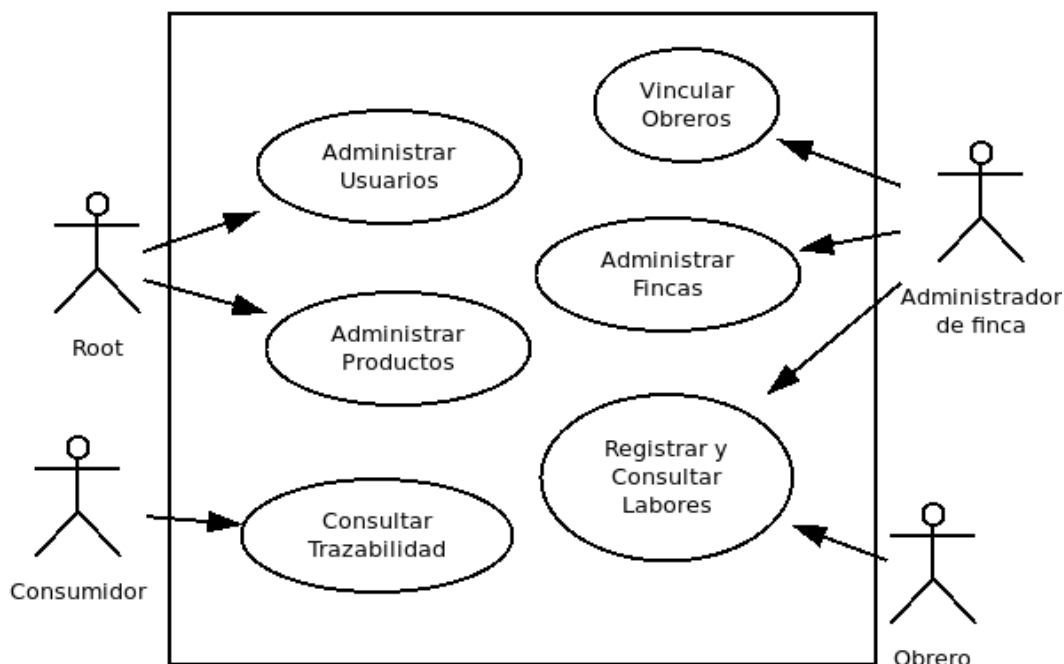 Vincular
Obreros
Administrar
Usuarios
Administrar
Fincas
Administrador
de finca
Root
Administrar
Productos
Registrar y
Consultar
Labores
Consultar
Trazabilidad
Consumidor
Obrero